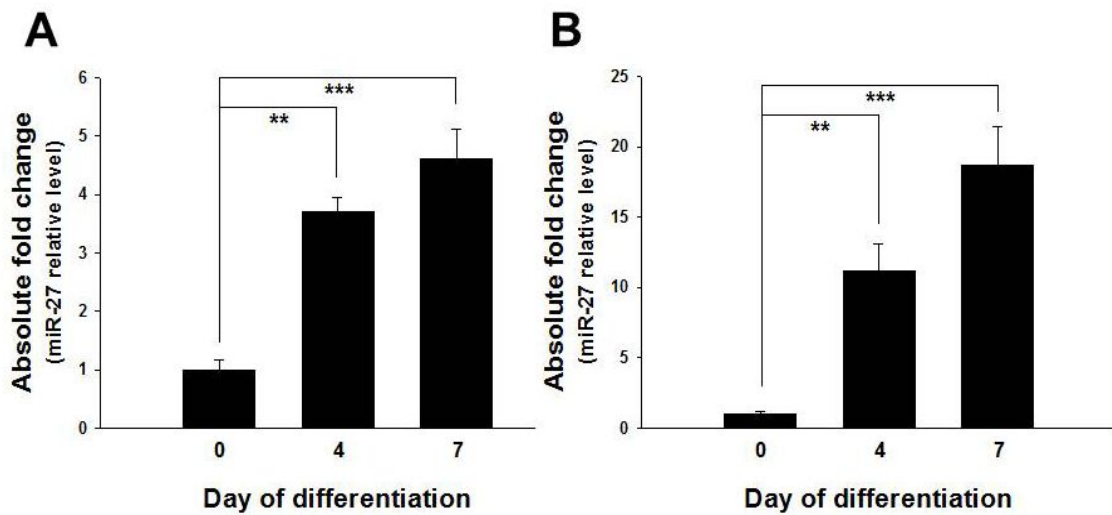 A
Absolute fold change
(miR-27 relative level)
6
5
4
3
2
1
0
***
**
0 4 7
Day of differentiation
B
Absolute fold change
(miR-27 relative level)
25
20
15
10
5
0
***
**
0 4 7
Day of differentiation